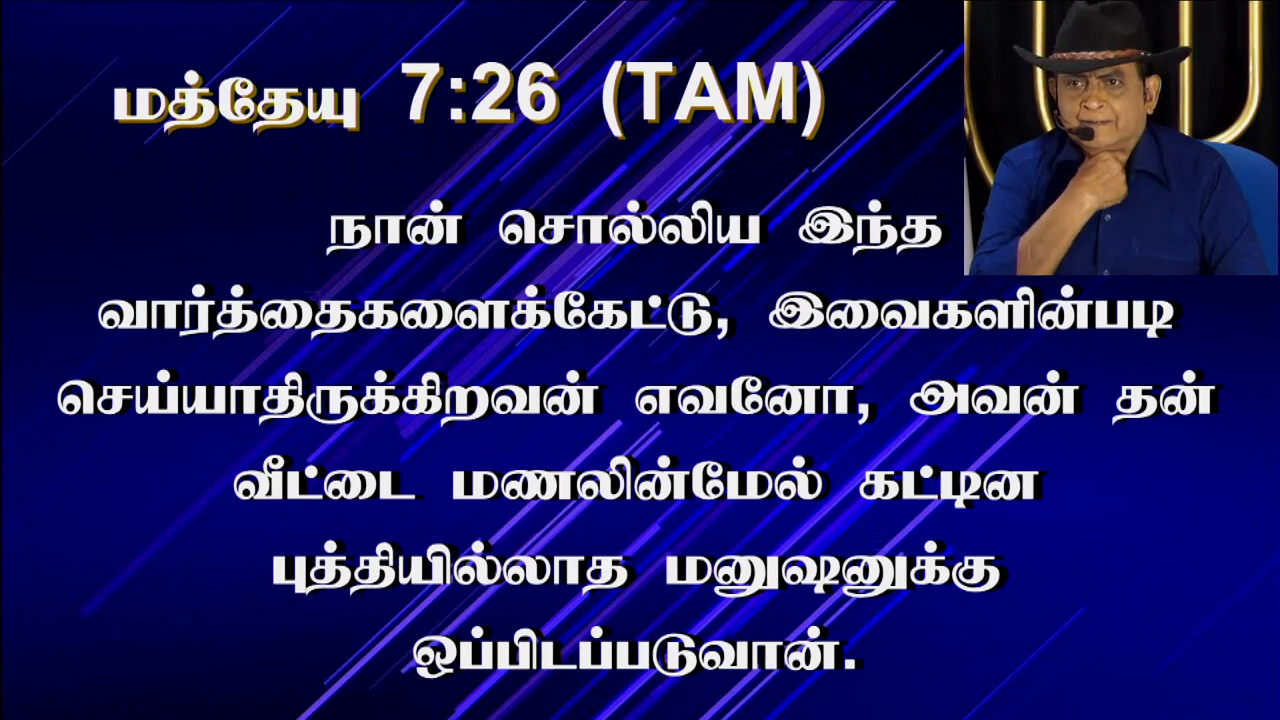 மத்தேயு 7:26 (TAM)
நான் சொல்லிய இந்த
வார்த்தைகளைக்கேட்டு, இவைகளின்படி
செய்யாதிருக்கிறவன் எவனோ, அவன் தன்
வீட்டை மணலின்மேல் கட்டின
புத்தியில்லாத மனுஷனுக்கு
ஒப்பிடப்படுவான்.